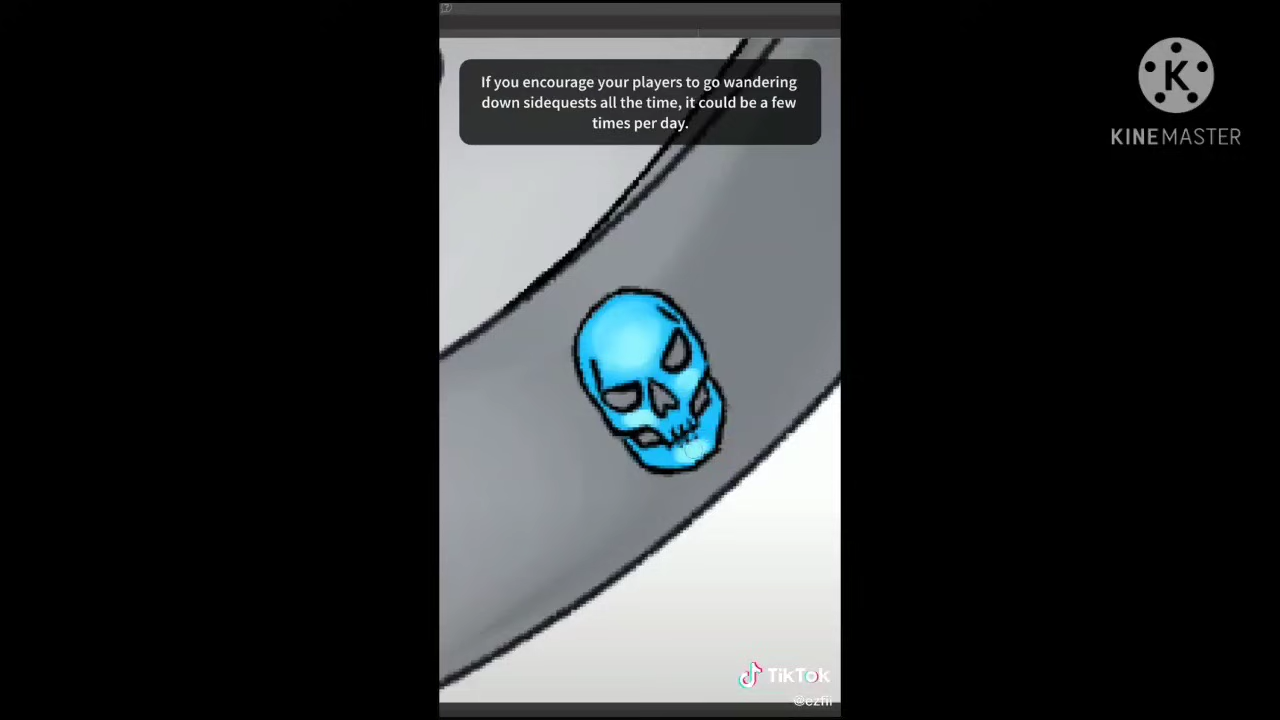 If you encourage your players to go wandering
down sidequests all the time, it could be a few
times per day.
K
KINEMASTER
TikTok
@ezfii